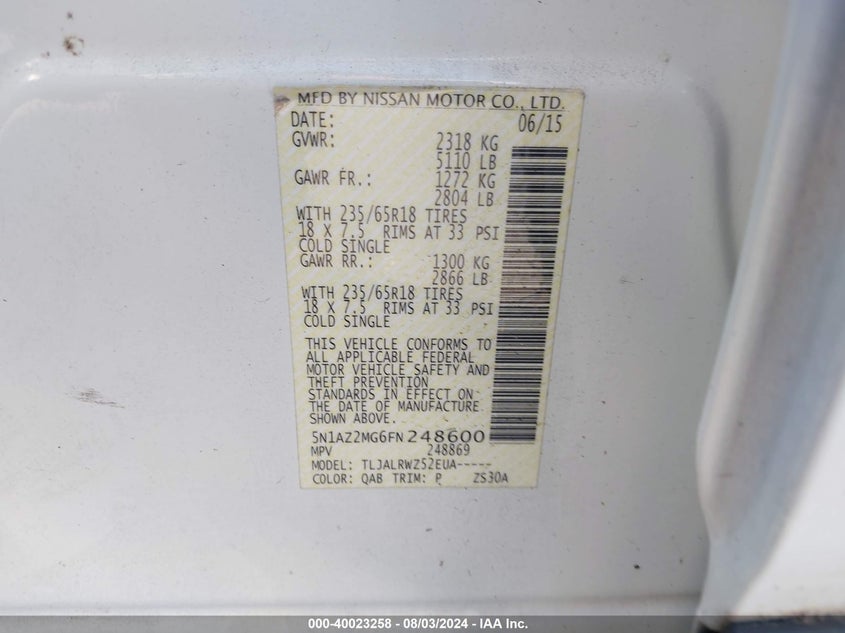 MFD BY NISSAN MOTOR CO., LTD.
DATE: 06/15
GVWR: 2318 KG
5110 LB
GAWR FR.: 1272 KG
2804 LB
WITH 235/65R18 TIRES
18 X 7.5 RIMS AT 33 PSI
COLD SINGLE
GAWR RR.: 1300 KG
2866 LB
WITH 235/65R18 TIRES
18 X 7.5 RIMS AT 33 PSI
COLD SINGLE
THIS VEHICLE CONFORMS TO
ALL APPLICABLE FEDERAL
MOTOR VEHICLE SAFETY AND
THEFT PREVENTION
STANDARDS IN EFFECT ON
THE DATE OF MANUFACTURE
SHOWN ABOVE.
5N1AZ2MG6FN248600
MPV 248869
MODEL: TLJALRWZ52EUA-----
COLOR: QAB TRIM: P ZS30A
000-40023258 - 08/03/2024 - IAA Inc.